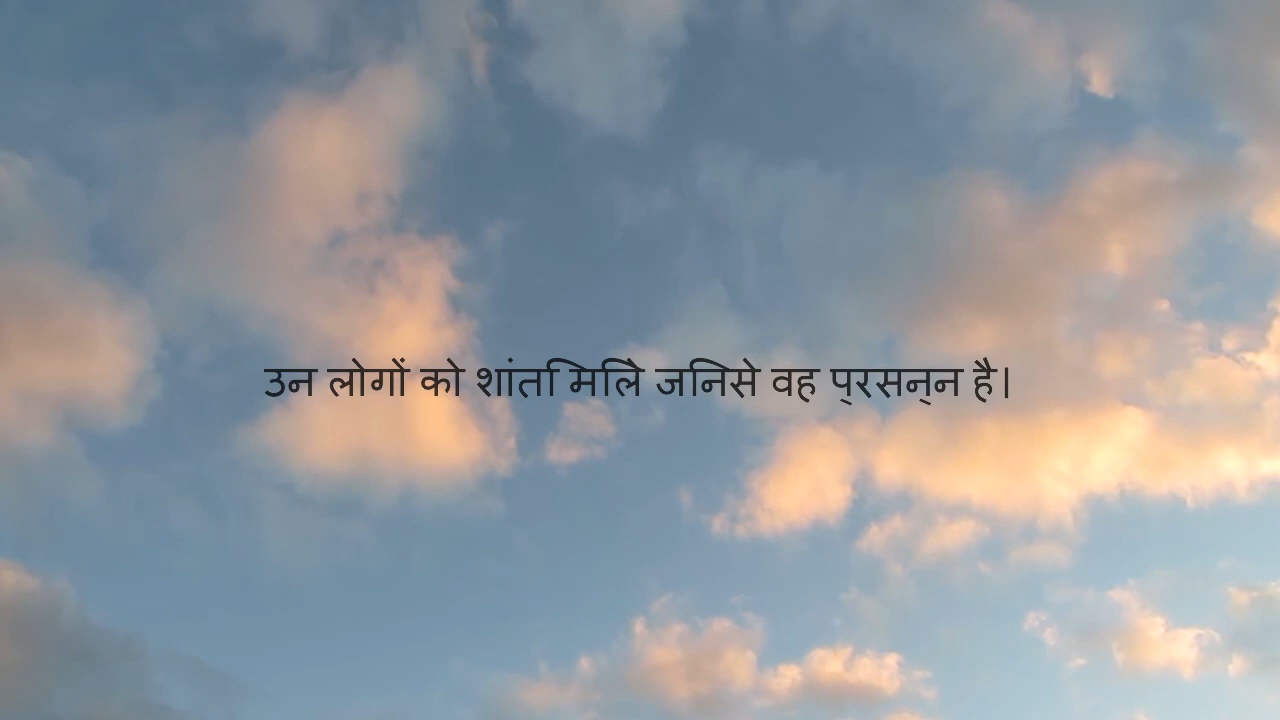 उन लोगों को शांति मिले जिनसे वह प्रसन्न है।